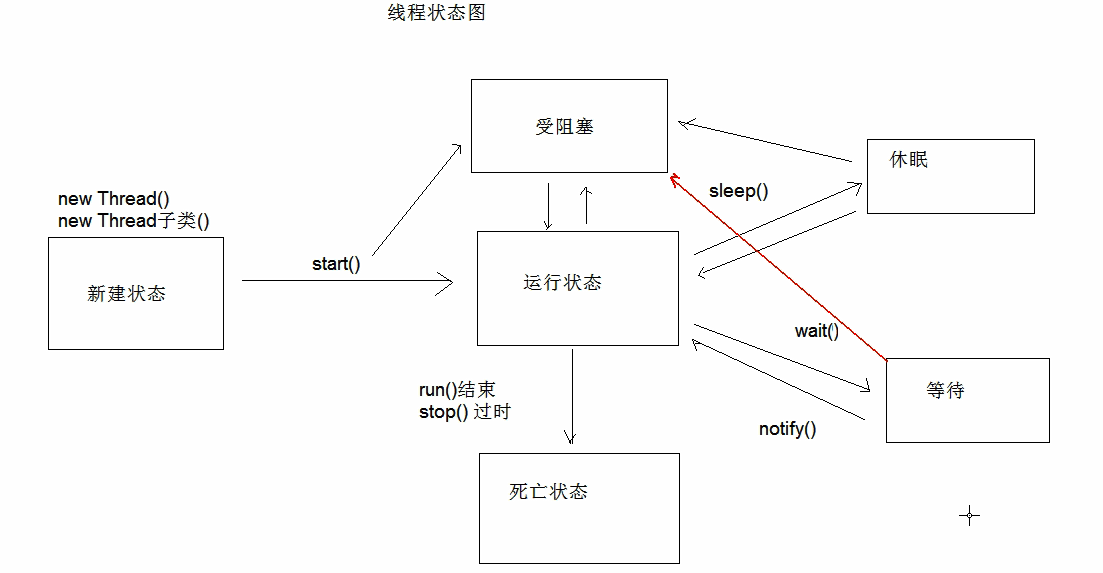 线程状态图
受阻塞
休眠
sleep()
new Thread()
new Thread子类()
start()
新建状态
运行状态
wait()
等待
run()结束
stop() 过时
notify()
死亡状态